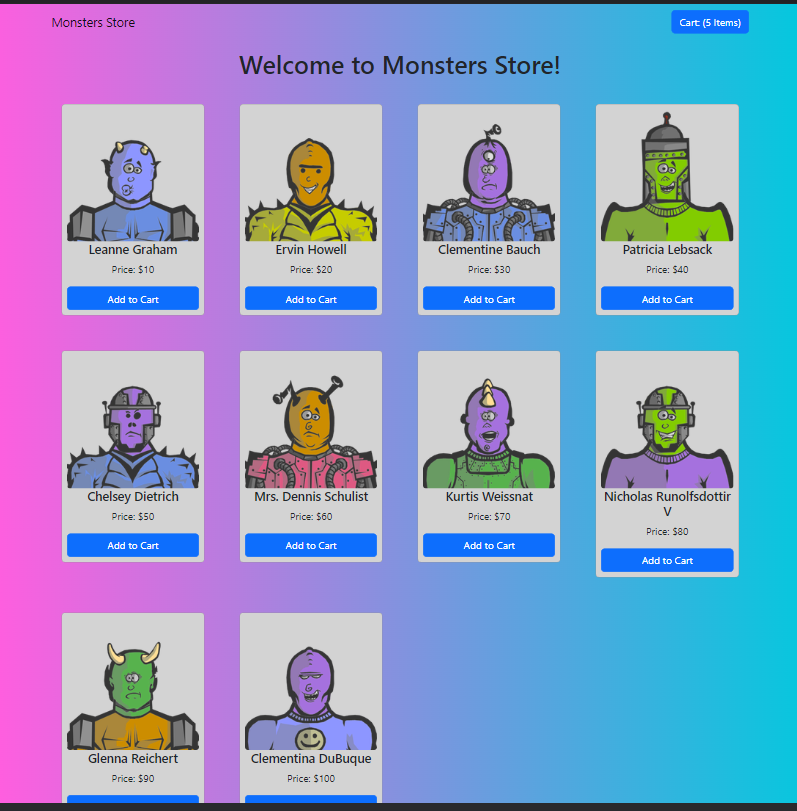 Monsters Store
Cart: (5 Items)
Welcome to Monsters Store!
Leanne Graham
Price: $10
Add to Cart
Ervin Howell
Price: $20
Add to Cart
Clementine Bauch
Price: $30
Add to Cart
Patricia Lebsack
Price: $40
Add to Cart
Chelsey Dietrich
Price: $50
Add to Cart
Mrs. Dennis Schulist
Price: $60
Add to Cart
Kurtis Weissnat
Price: $70
Add to Cart
Nicholas Runolfsdottir
V
Price: $80
Add to Cart
Glenna Reichert
Price: $90
Clementina DuBuque
Price: $100